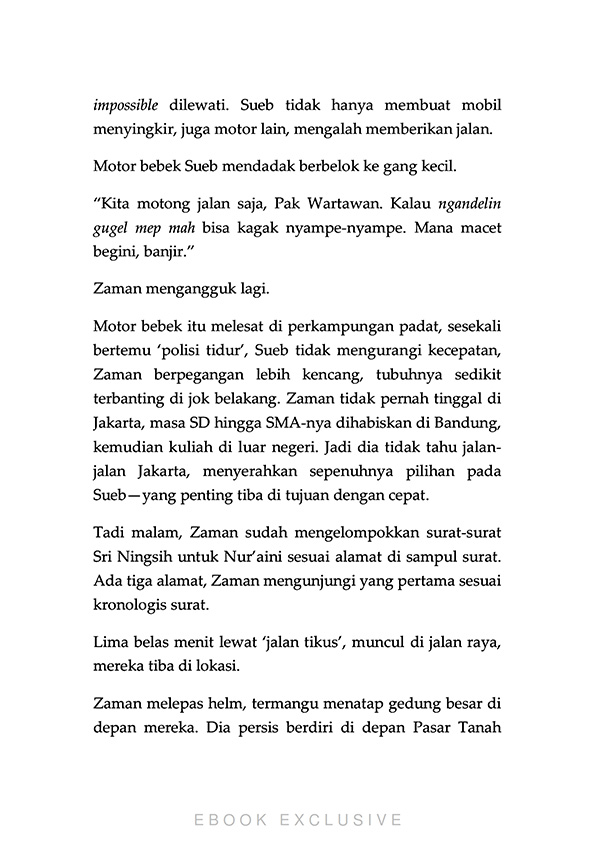 impossible dilewati. Sueb tidak hanya membuat mobil
menyingkir, juga motor lain, mengalah memberikan jalan.
Motor bebek Sueb mendadak berbelok ke gang kecil.
“Kita motong jalan saja, Pak Wartawan. Kalau ngandelin
gugel mep mah bisa kagak nyampe-nyampe. Mana macet
begini, banjir.”
Zaman mengangguk lagi.
Motor bebek itu melesat di perkampungan padat, sesekali
bertemu ‘polisi tidur’, Sueb tidak mengurangi kecepatan,
Zaman berpegangan lebih kencang, tubuhnya sedikit
terbanting di jok belakang. Zaman tidak pernah tinggal di
Jakarta, masa SD hingga SMA-nya dihabiskan di Bandung,
kemudian kuliah di luar negeri. Jadi dia tidak tahu jalan-
jalan Jakarta, menyerahkan sepenuhnya pilihan pada
Sueb—yang penting tiba di tujuan dengan cepat.
Tadi malam, Zaman sudah mengelompokkan surat-surat
Sri Ningsih untuk Nur’aini sesuai alamat di sampul surat.
Ada tiga alamat, Zaman mengunjungi yang pertama sesuai
kronologis surat.
Lima belas menit lewat ‘jalan tikus’, muncul di jalan raya,
mereka tiba di lokasi.
Zaman melepas helm, termangu menatap gedung besar di
depan mereka. Dia persis berdiri di depan Pasar Tanah
EBOOK EXCLUSIVE